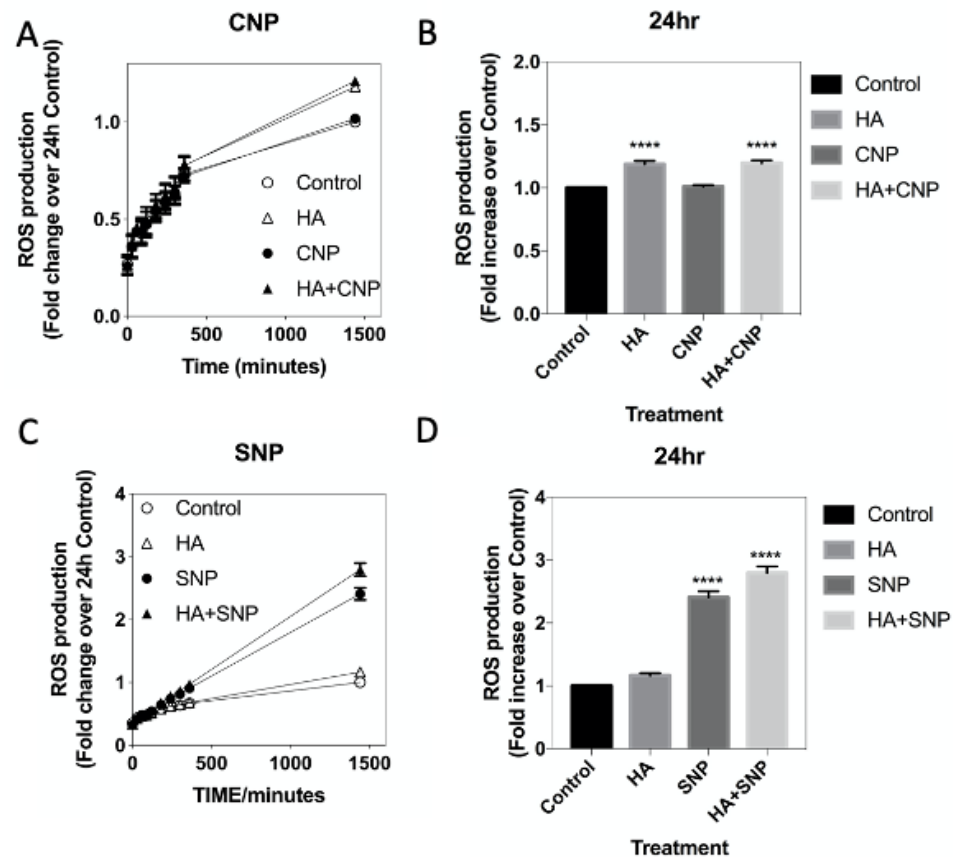 A
CNP
ROS production
(Fold change over 24h Control)
1.0
0.5
0.0
0
500
1000
1500
Time (minutes)
Control
HA
CNP
HA+CNP
B
24hr
ROS production
(Fold increase over Control)
2.0
1.5
1.0
0.5
0.0
****
****
Control
HA
CNP
HA+CNP
Treatment
Control
HA
CNP
HA+CNP
C
SNP
ROS production
(Fold change over 24h Control)
4
3
2
1
0
0
500
1000
1500
TIME/minutes
Control
HA
SNP
HA+SNP
D
24hr
ROS production
(Fold increase over Control)
4
3
2
1
0
****
****
Control
HA
SNP
HA+SNP
Treatment
Control
HA
SNP
HA+SNP